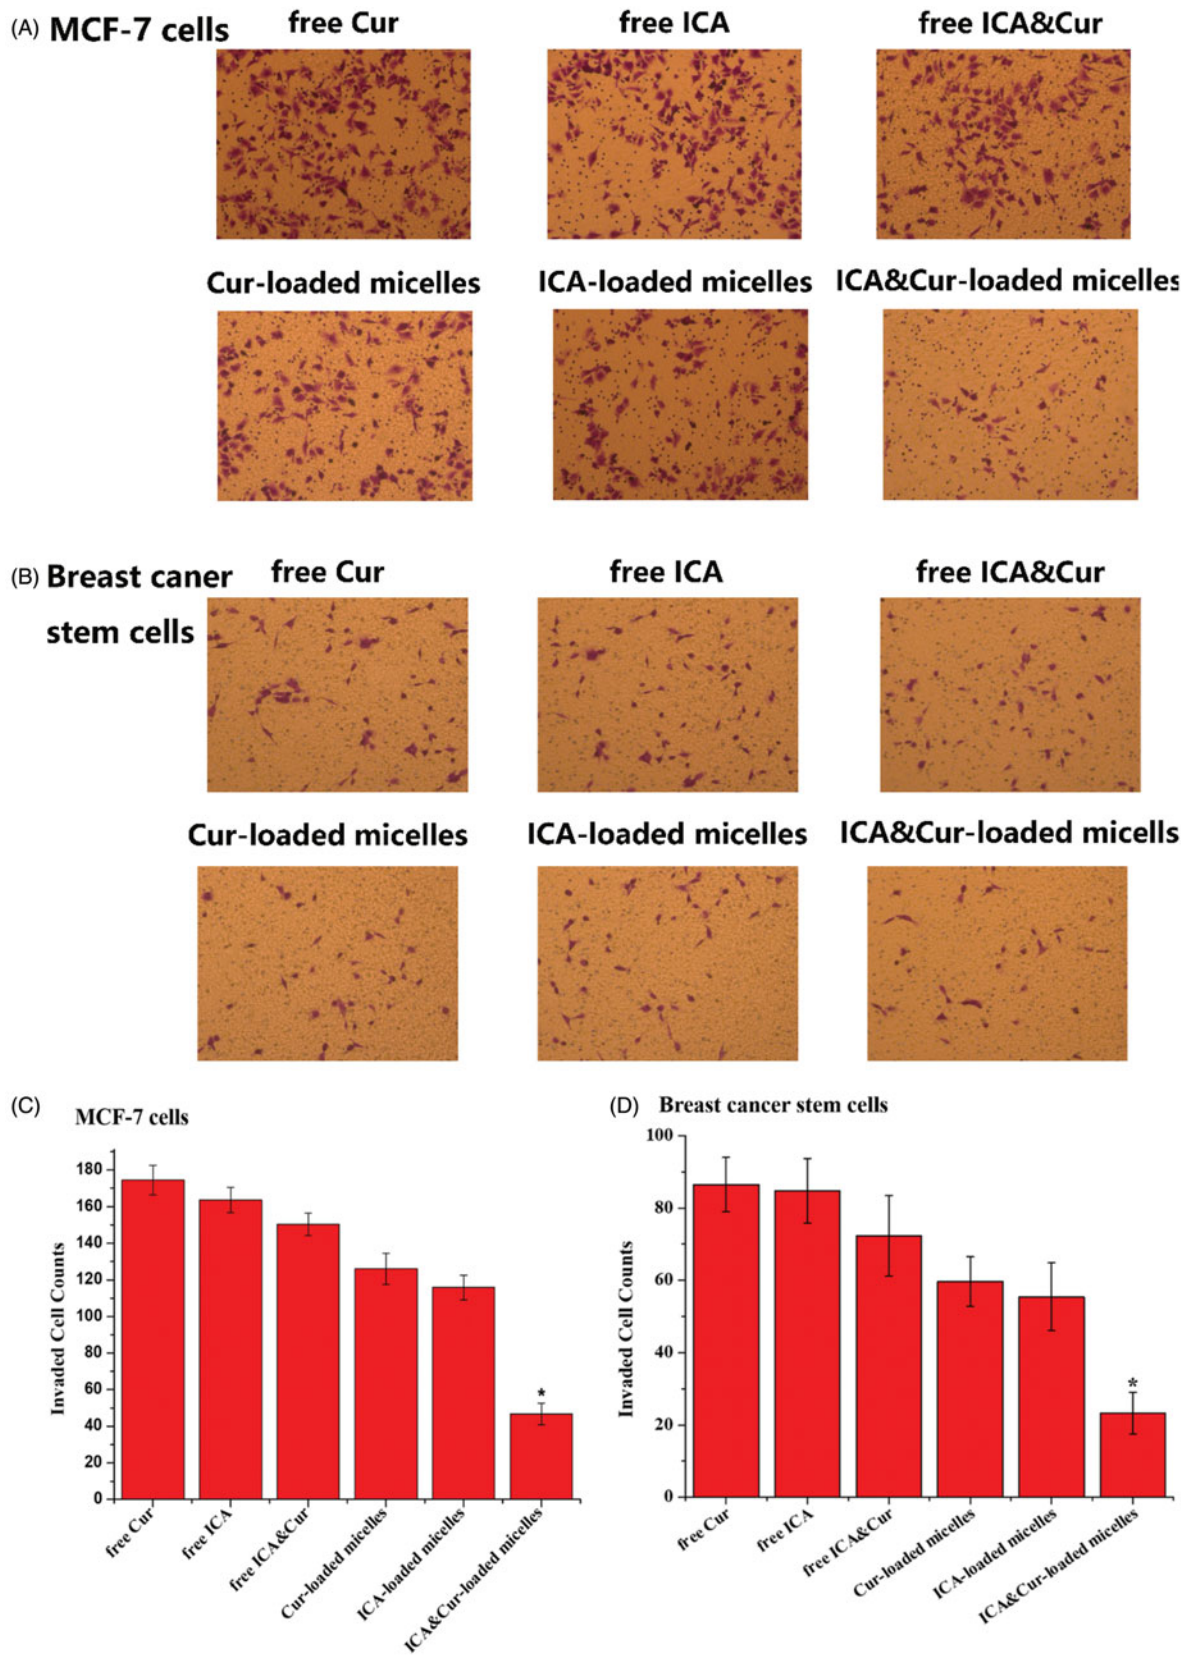 (A) MCF-7 cells
free Cur
free ICA
free ICA&Cur
Cur-loaded micelles
ICA-loaded micelles
ICA&Cur-loaded micelles
(B) Breast caner
stem cells
free Cur
free ICA
free ICA&Cur
Cur-loaded micelles
ICA-loaded micelles
ICA&Cur-loaded micells
(C) MCF-7 cells
Invaded Cell Counts
180
160
140
120
100
80
60
40
20
0
*
free Cur
free ICA
free ICA&Cur
Cur-loaded micelles
ICA-loaded micelles
ICA&Cur-loaded micelles
(D) Breast cancer stem cells
Invaded Cell Counts
100
80
60
40
20
0
*
free Cur
free ICA
free ICA&Cur
Cur-loaded micelles
ICA-loaded micelles
ICA&Cur-loaded micelles